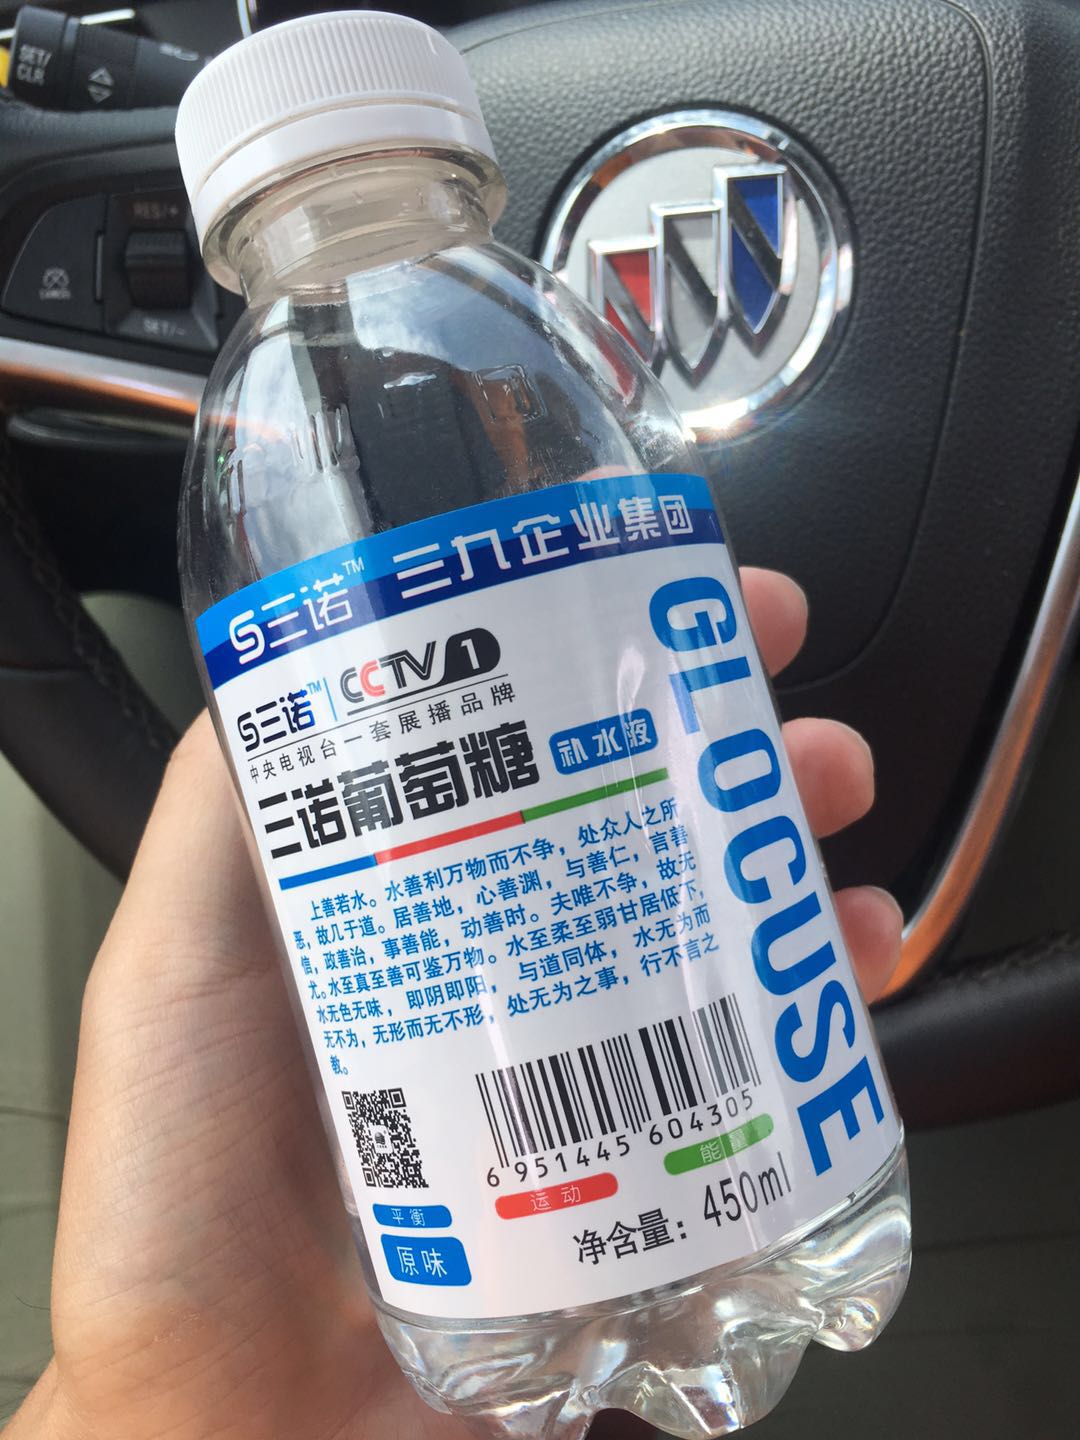 SET/
CLR
RES/+
CANCEL
SET/-
三诺™ 三九企业集团
三诺™ CCTV 1
中央电视台一套展播品牌
三诺葡萄糖 补水液
上善若水。水善利万物而不争，处众人之所
恶，故几于道。居善地，心善渊，与善仁，言善
信，政善治，事善能，动善时。夫唯不争，故无
尤。水至真至善可鉴万物。水至柔至弱甘居低下，
水无色无味，即阴即阳，与道同体，水无为而
无不为，无形而无不形，处无为之事，行不言之
教。
GLOCUSE
6 951445 604305
平衡
运动
能量
原味
净含量：450ml